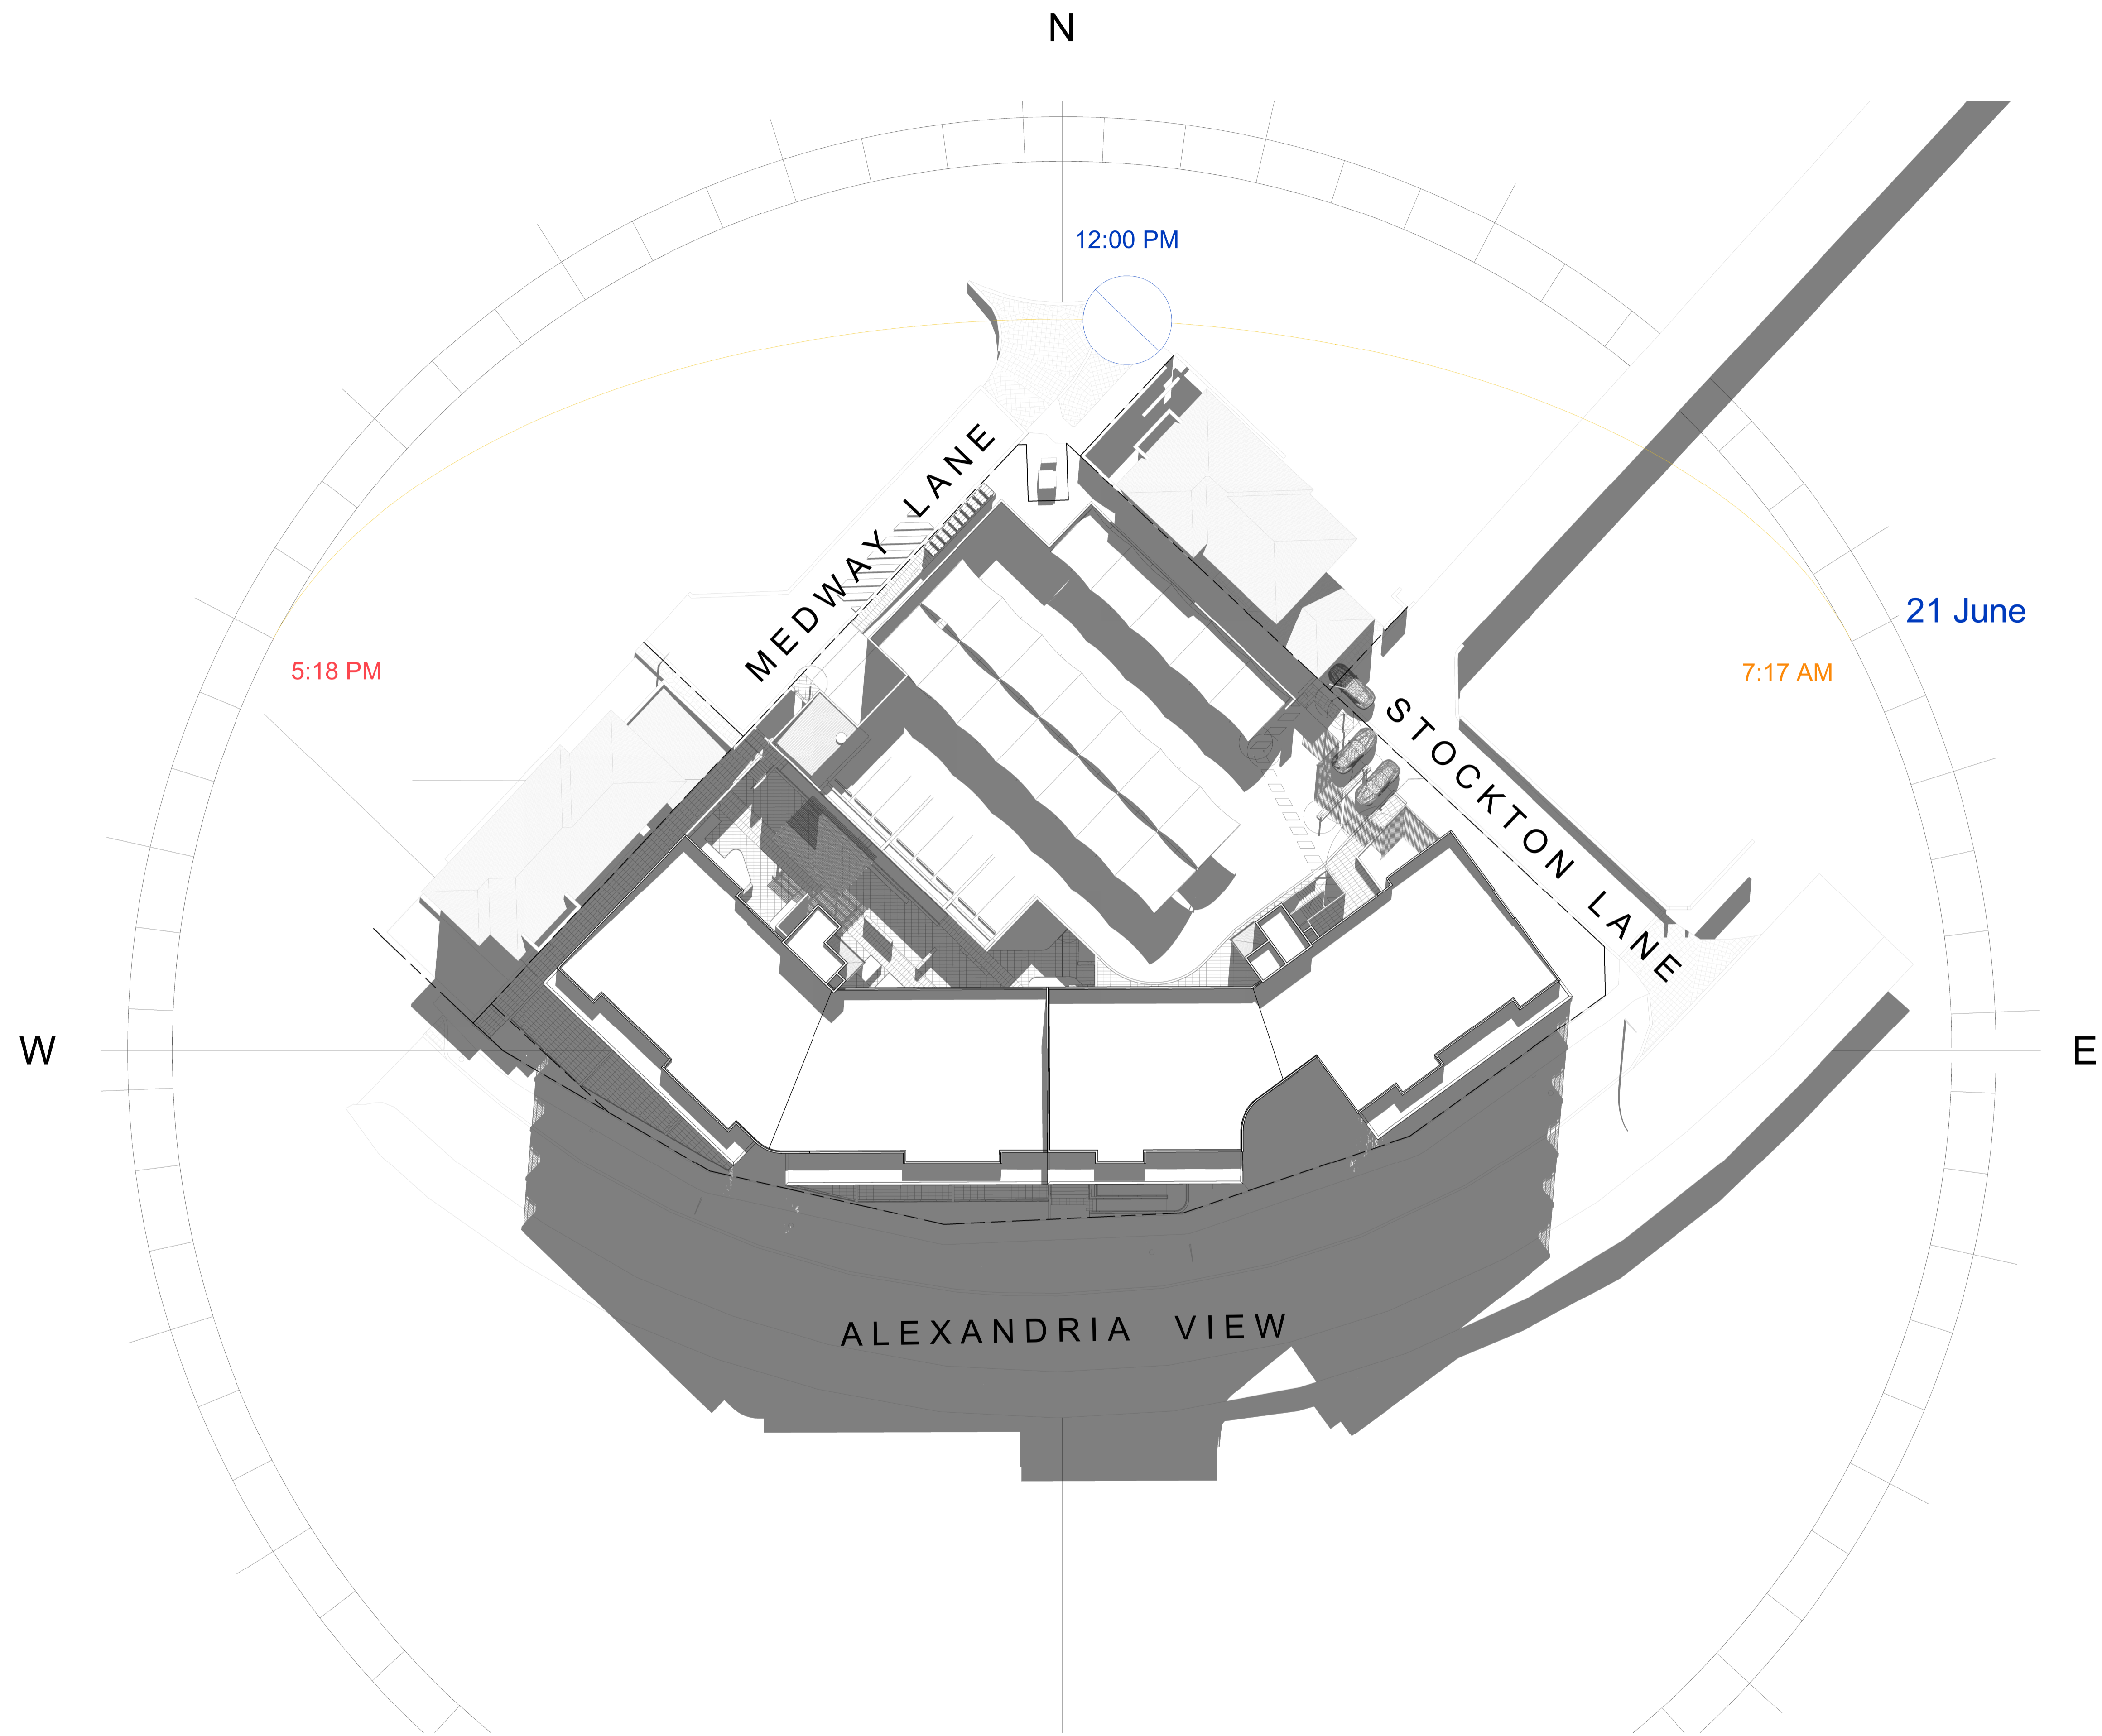 N
12:00 PM
MEDWAY LANE
21 June
5:18 PM
7:17 AM
STOCKTON LANE
W
E
ALEXANDRIA VIEW